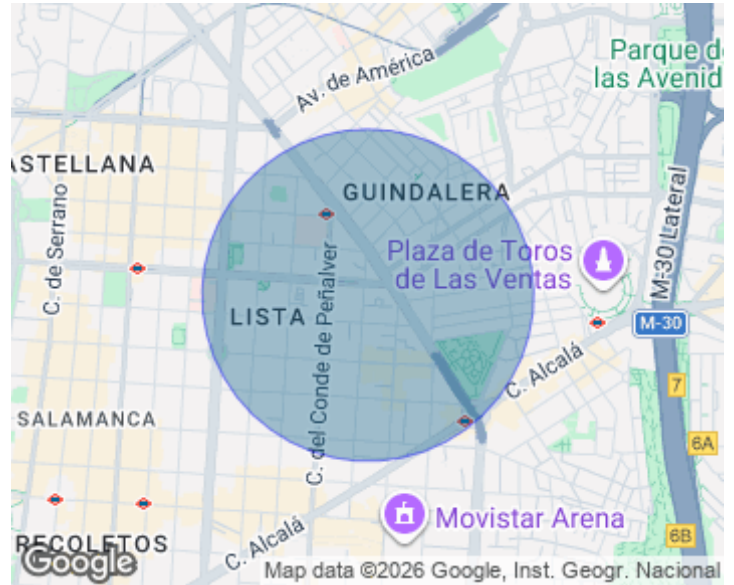 Parque d
las Avenid
Av. de América
ASTELLANA
GUINDALERA
C. de Serrano
Plaza de Toros
de Las Ventas
M-30 Lateral
C. del Conde de Peñalver
LISTA
M-30
C. Alcalá
7
SALAMANCA
6A
Movistar Arena
C. Alcalá
6B
RECOLETOS
Google
Map data ©2026 Google, Inst. Geogr. Nacional